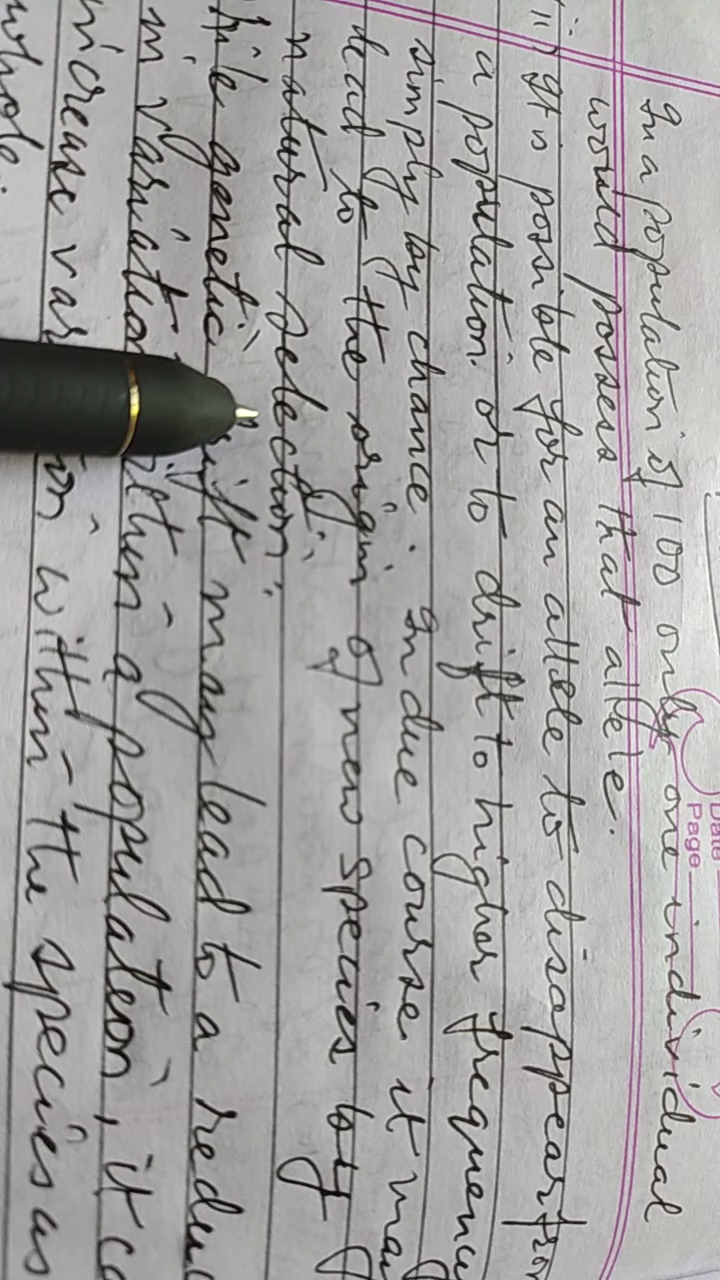 Date
Page
In a population of 100 only one individual
would possess that allele.
ii) It is possible for an allele to disappear from
a population or to drift to higher frequenc
simply by chance. In due course it may
lead to the origin of new species by
natural selection.
genetic drift may lead to a reduc
in variation within a population, it ca
increase variation within the species as
whole.